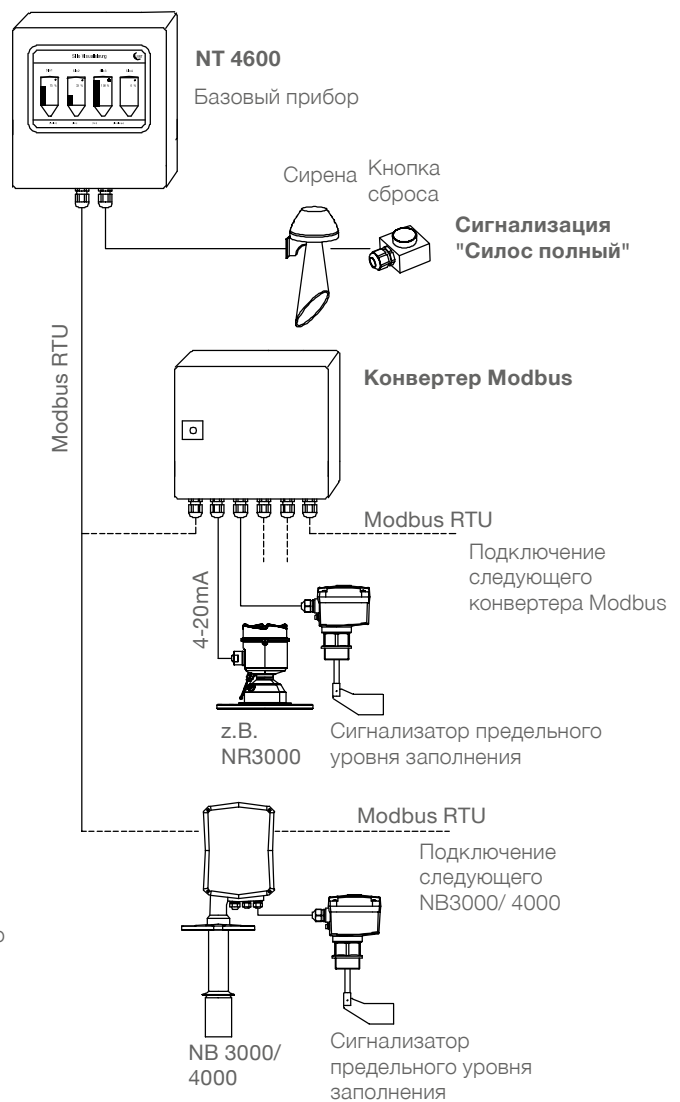 NT 4600
Базовый прибор
Сирена
Кнопка
сброса
Сигнализация
"Силос полный"
Modbus RTU
Конвертер Modbus
Modbus RTU
Подключение
следующего
конвертера Modbus
4-20mA
z.B.
NR3000
Сигнализатор предельного
уровня заполнения
Modbus RTU
Подключение
следующего
NB3000/ 4000
NB 3000/
4000
Сигнализатор
предельного уровня
заполнения